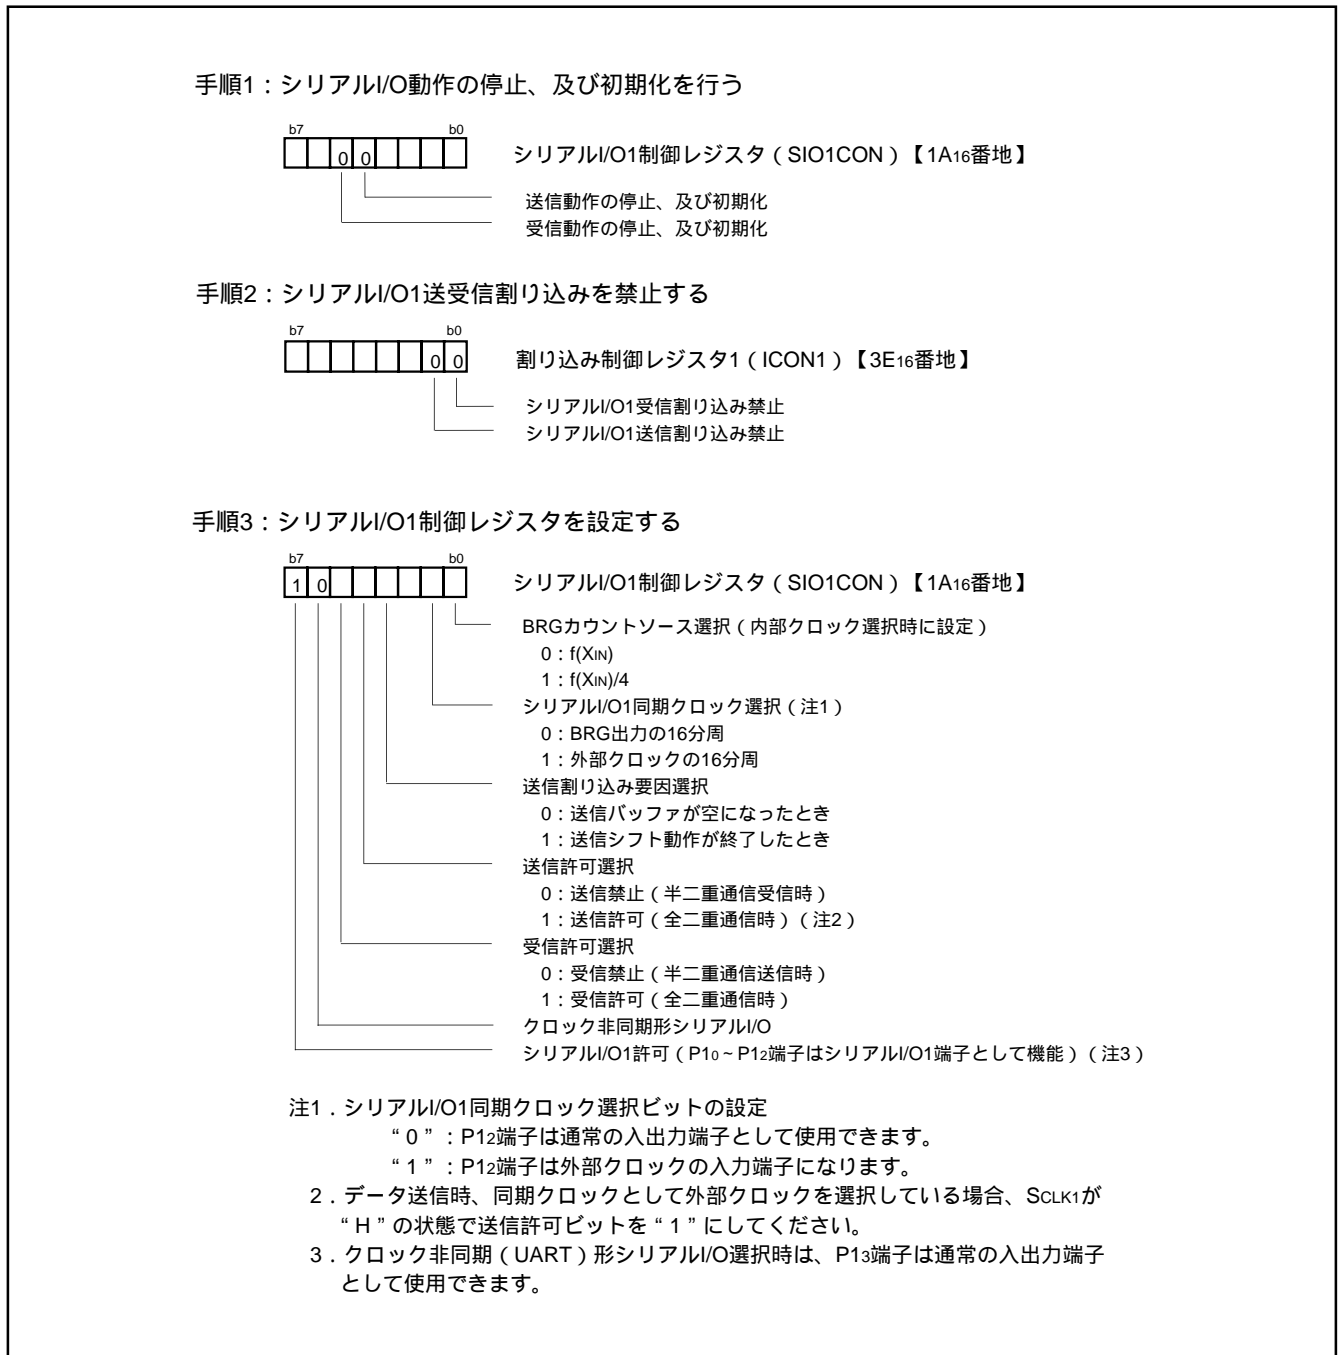 手順1：シリアルI/O動作の停止、及び初期化を行う
b7 b0
0 0
シリアルI/O1制御レジスタ（SIO1CON）【1A16番地】
送信動作の停止、及び初期化
受信動作の停止、及び初期化
手順2：シリアルI/O1送受信割り込みを禁止する
b7 b0
0 0
割り込み制御レジスタ1（ICON1）【3E16番地】
シリアルI/O1受信割り込み禁止
シリアルI/O1送信割り込み禁止
手順3：シリアルI/O1制御レジスタを設定する
b7 b0
1 0
シリアルI/O1制御レジスタ（SIO1CON）【1A16番地】
BRGカウントソース選択（内部クロック選択時に設定）
0：f(XIN)
1：f(XIN)/4
シリアルI/O1同期クロック選択（注1）
0：BRG出力の16分周
1：外部クロックの16分周
送信割り込み要因選択
0：送信バッファが空になったとき
1：送信シフト動作が終了したとき
送信許可選択
0：送信禁止（半二重通信受信時）
1：送信許可（全二重通信時）（注2）
受信許可選択
0：受信禁止（半二重通信送信時）
1：受信許可（全二重通信時）
クロック非同期形シリアルI/O
シリアルI/O1許可（P10～P12端子はシリアルI/O1端子として機能）（注3）
注1．シリアルI/O1同期クロック選択ビットの設定
“0”：P12端子は通常の入出力端子として使用できます。
“1”：P12端子は外部クロックの入力端子になります。
2．データ送信時、同期クロックとして外部クロックを選択している場合、SCLK1が
“H”の状態で送信許可ビットを“1”にしてください。
3．クロック非同期（UART）形シリアルI/O選択時は、P13端子は通常の入出力端子
として使用できます。